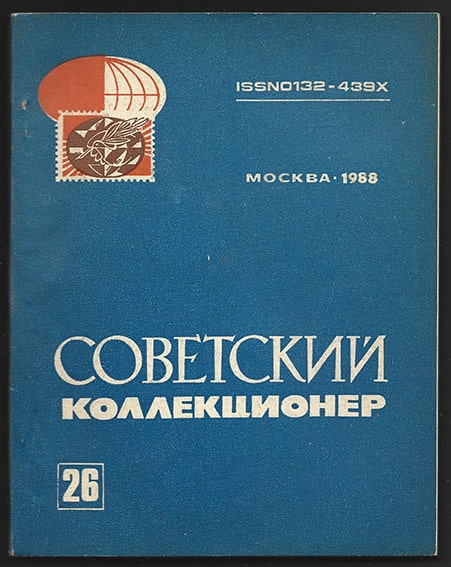 ISSN0132-439X
МОСКВА·1988
СОВЕТСКИЙ
КОЛЛЕКЦИОНЕР
26